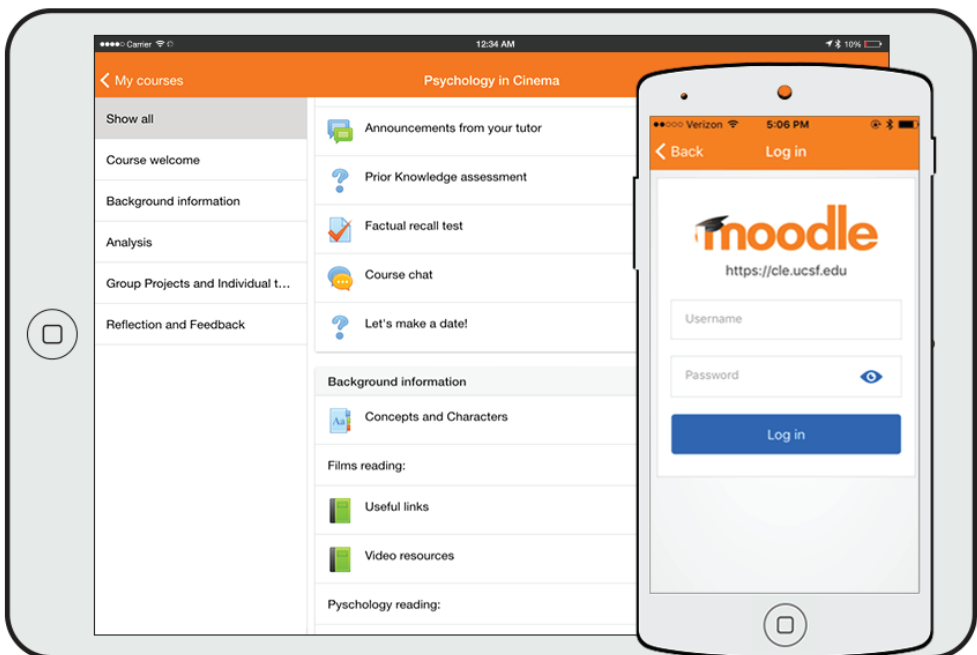 Carrier
12:34 AM
10%
My courses
Psychology in Cinema
Show all
Course welcome
Background information
Analysis
Group Projects and Individual t...
Reflection and Feedback
Announcements from your tutor
Prior Knowledge assessment
Factual recall test
Course chat
Let's make a date!
Background information
Aa
Concepts and Characters
Films reading:
Useful links
Video resources
Pyschology reading:
Verizon
5:06 PM
Back
Log in
moodle
https://cle.ucsf.edu
Username
Password
Log in